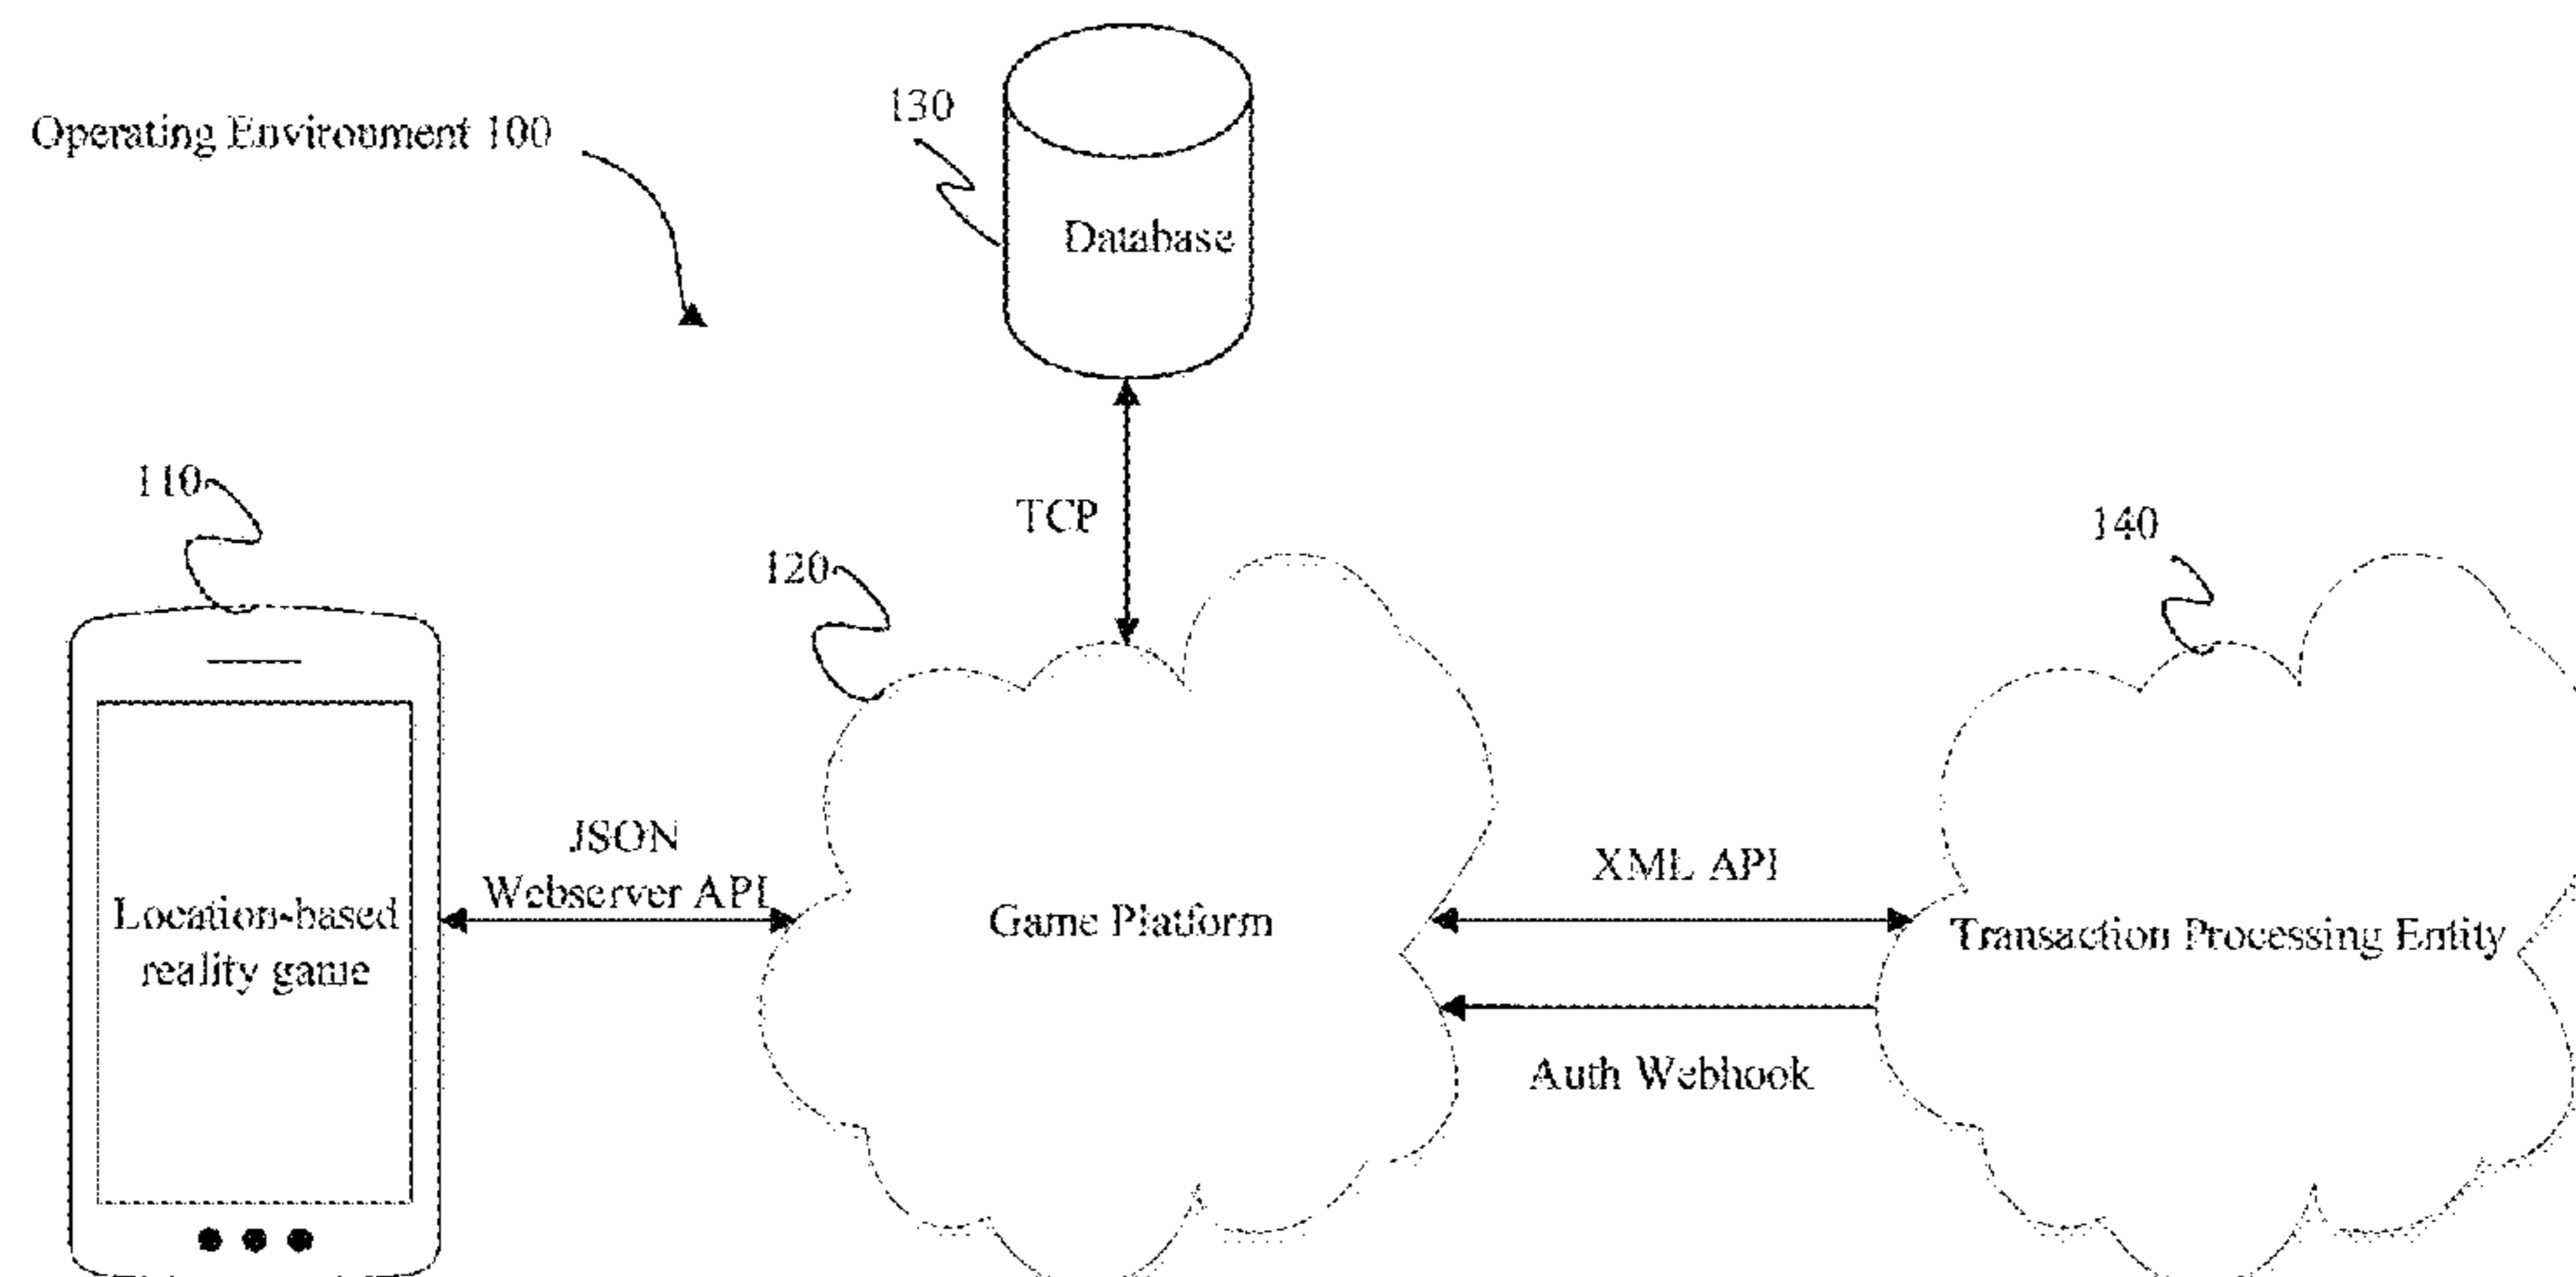 130
Operating Environment 100
Database
110
TCP
140
120
JSON
Webserver API
XML API
Location-based
reality game
Game Platform
Transaction Processing Entity
Auth Webhook